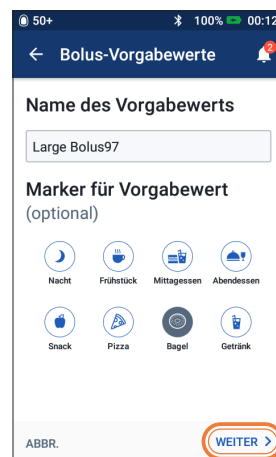 50+ 100% 00:12
Bolus-Vorgabewerte 2
Name des Vorgabewerts
Large Bolus97
Marker für Vorgabewert
(optional)
Nacht Frühstück Mittagessen Abendessen
Snack Pizza Bagel Getränk
ABBR. WEITER